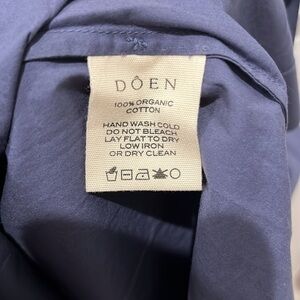 DÔEN
100% ORGANIC
COTTON
HAND WASH COLD
DO NOT BLEACH
LAY FLAT TO DRY
LOW IRON
OR DRY CLEAN